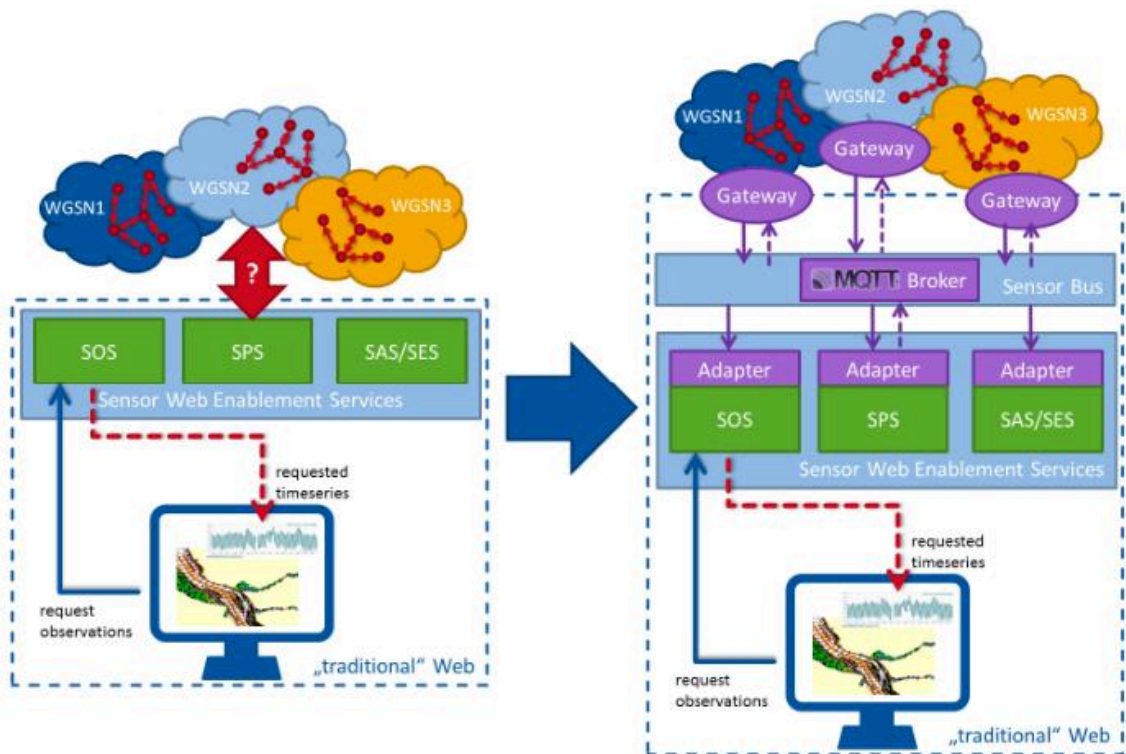 WGSN1
WGSN2
WGSN3
?
SOS
SPS
SAS/SES
Sensor Web Enablement Services
requested
timeseries
request
observations
„traditional“ Web
WGSN1
WGSN2
WGSN3
Gateway
Gateway
Gateway
MQTT Broker
Sensor Bus
Adapter
Adapter
Adapter
SOS
SPS
SAS/SES
Sensor Web Enablement Services
requested
timeseries
request
observations
„traditional“ Web